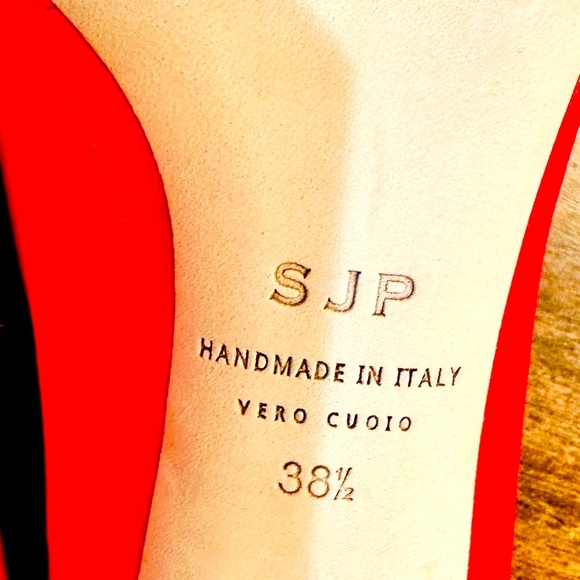 SJP
HANDMADE IN ITALY
VERO CUOIO
38½